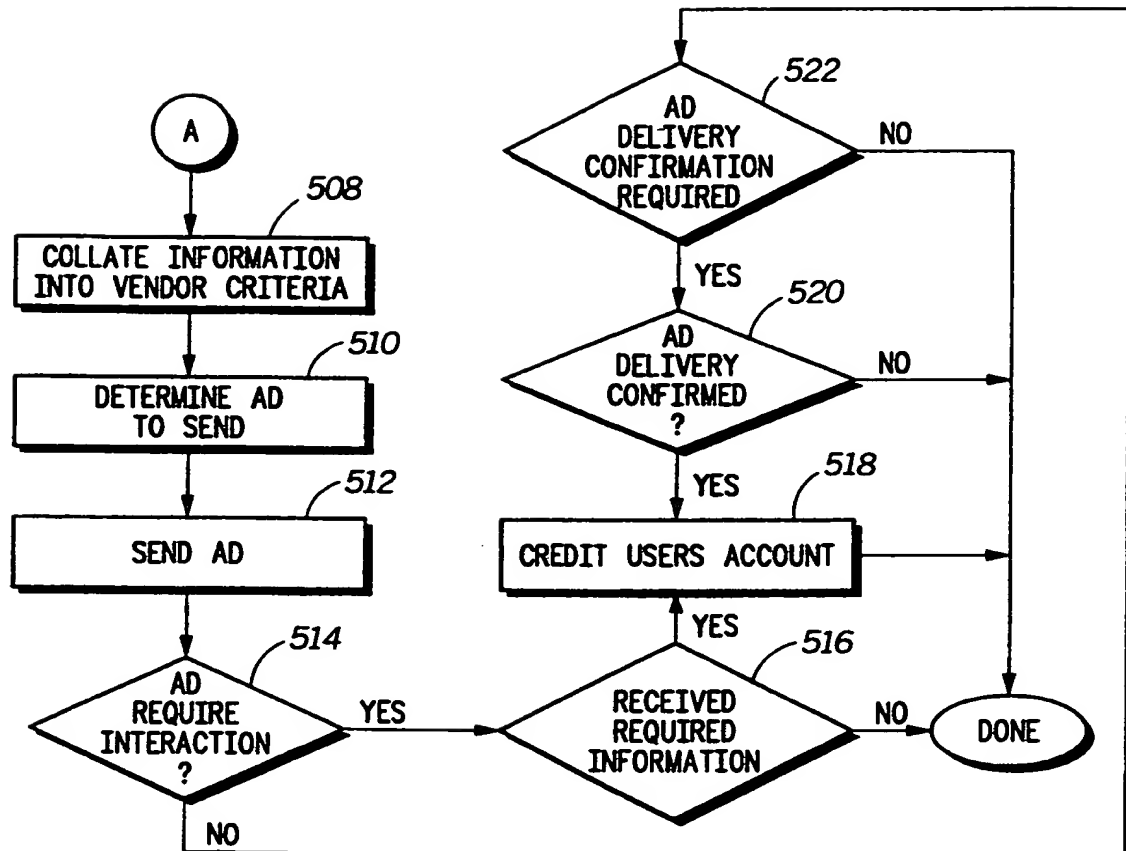 A
508
COLLATE INFORMATION
INTO VENDOR CRITERIA
510
DETERMINE AD
TO SEND
512
SEND AD
514
AD
REQUIRE
INTERACTION
?
YES
NO
522
AD
DELIVERY
CONFIRMATION
REQUIRED
NO
YES
520
AD
DELIVERY
CONFIRMED
?
NO
YES
518
CREDIT USERS ACCOUNT
YES
516
RECEIVED
REQUIRED
INFORMATION
NO
DONE